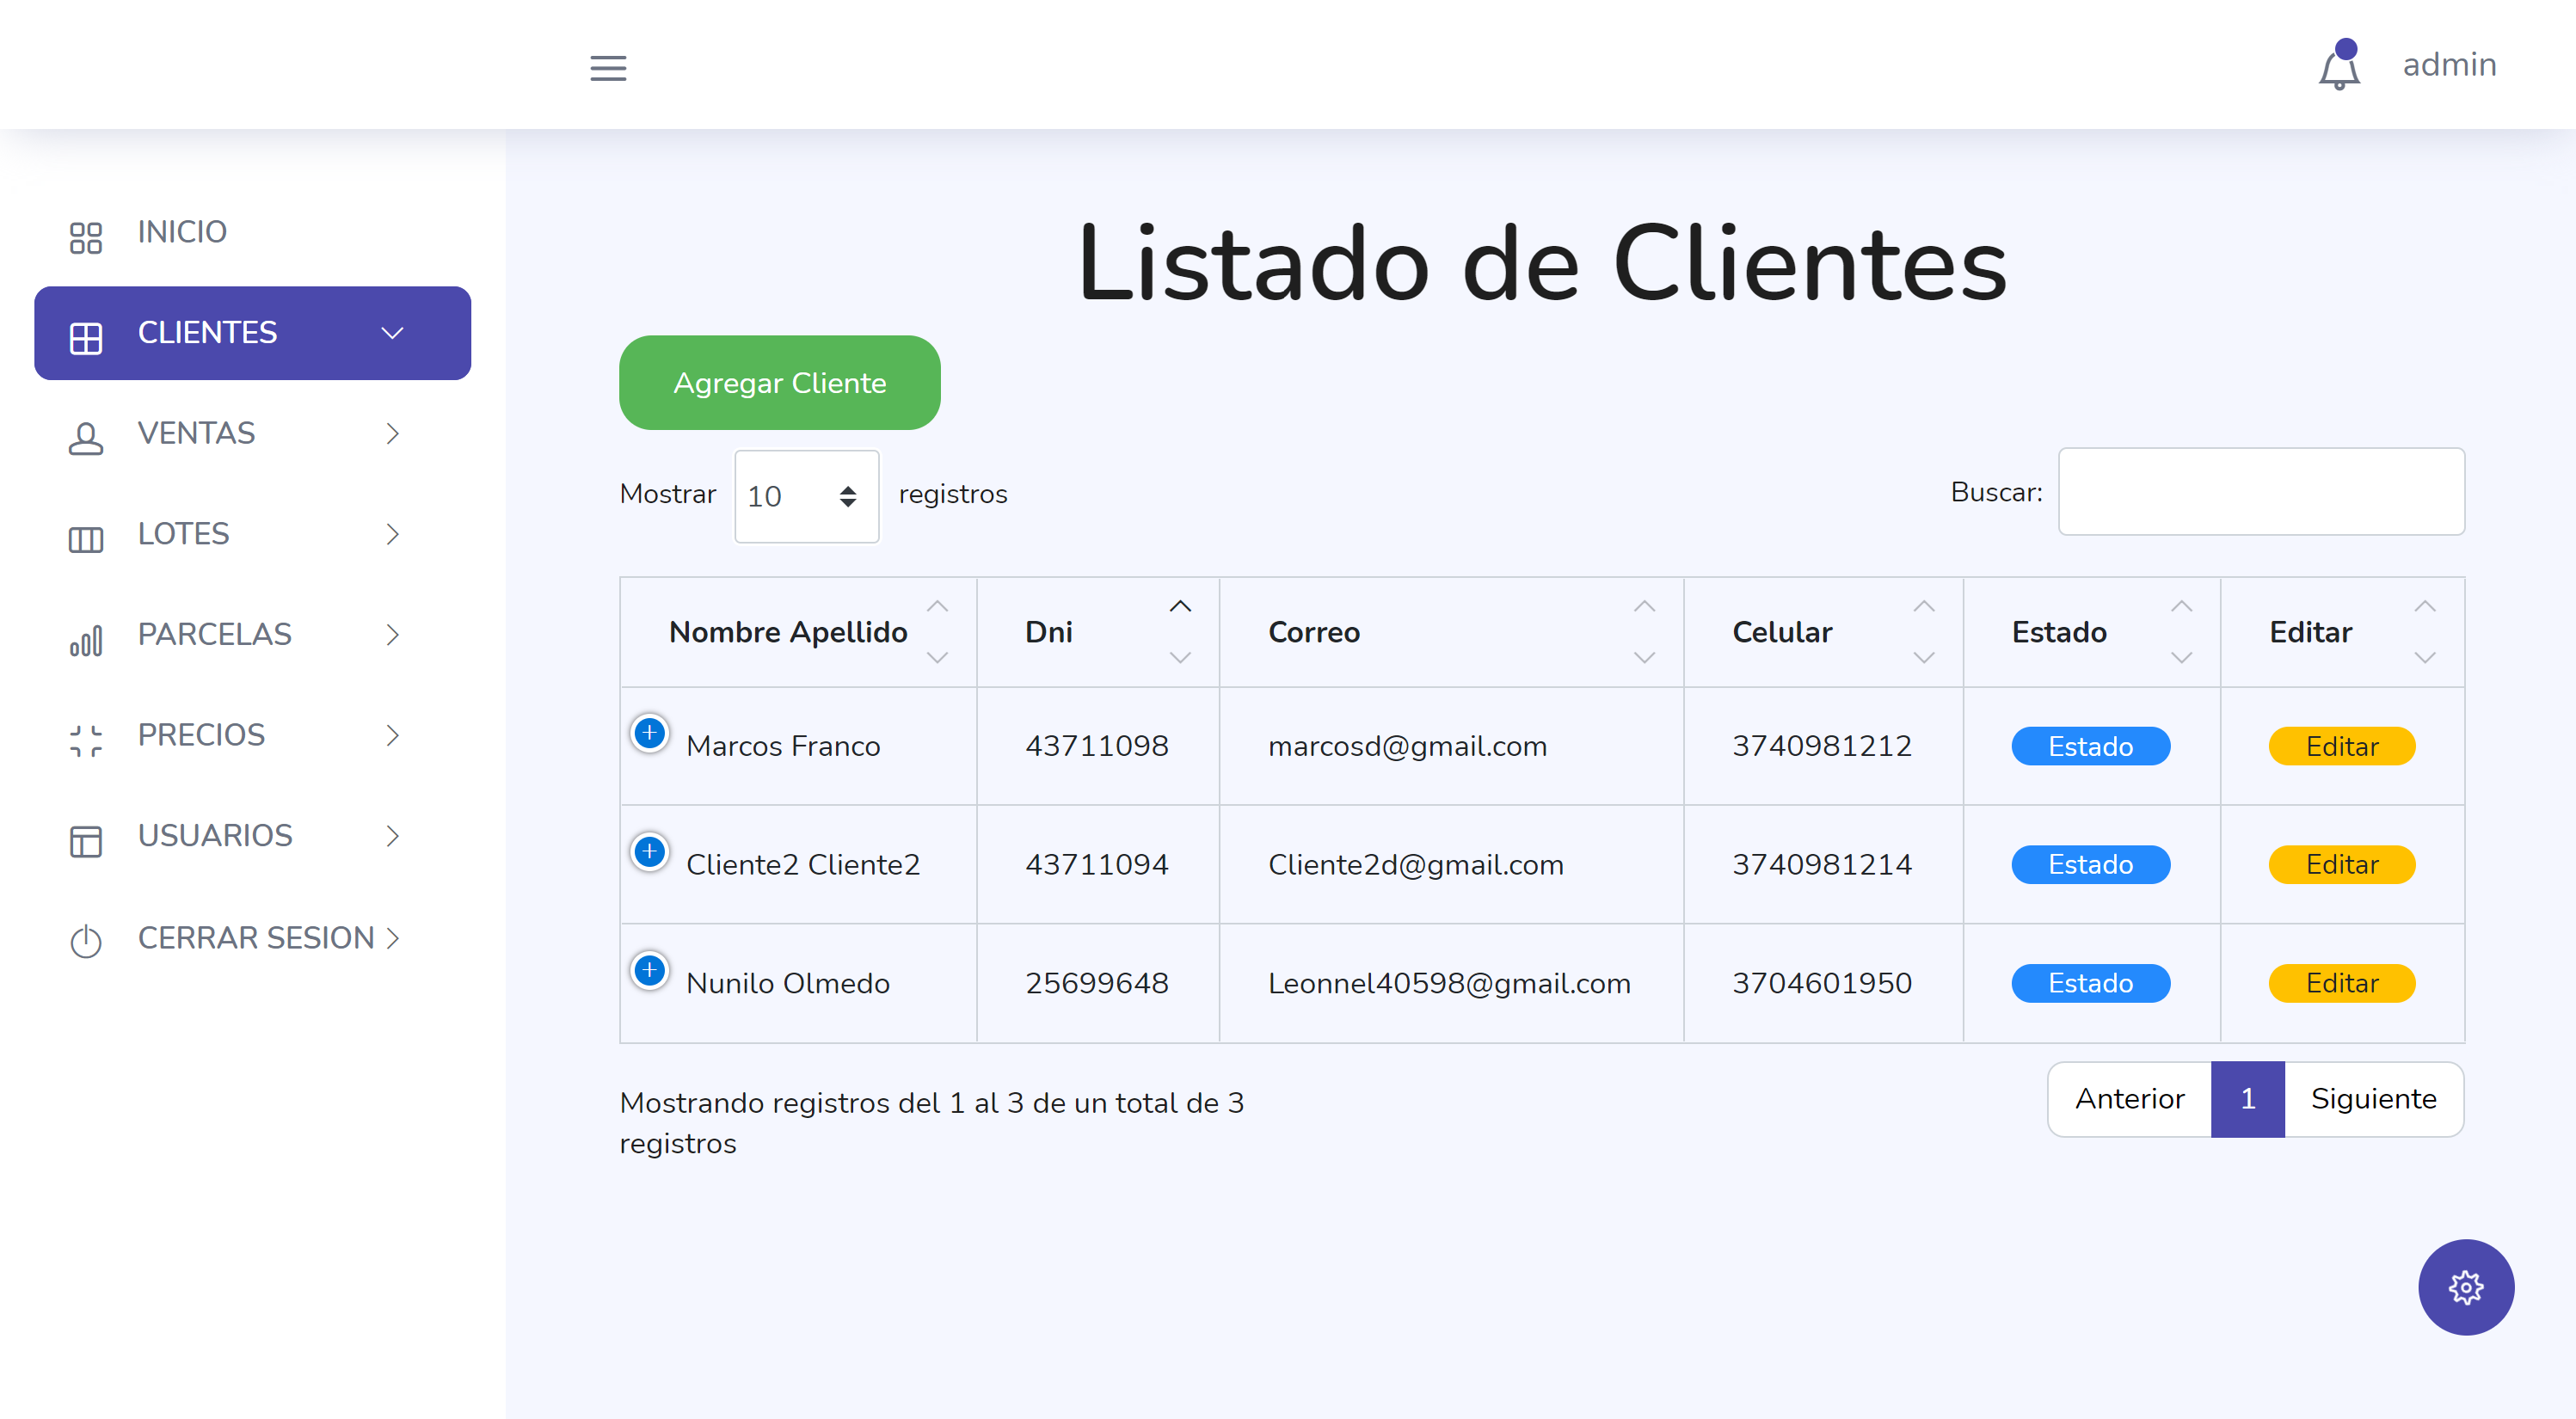 admin
INICIO
CLIENTES
VENTAS
LOTES
PARCELAS
PRECIOS
USUARIOS
CERRAR SESION
Listado de Clientes
Agregar Cliente
Mostrar 10 registros
Buscar:
Nombre Apellido Dni Correo Celular Estado Editar
Marcos Franco 43711098 marcosd@gmail.com 3740981212 Estado Editar
Cliente2 Cliente2 43711094 Cliente2d@gmail.com 3740981214 Estado Editar
Nunilo Olmedo 25699648 Leonnel40598@gmail.com 3704601950 Estado Editar
Mostrando registros del 1 al 3 de un total de 3
registros
Anterior 1 Siguiente